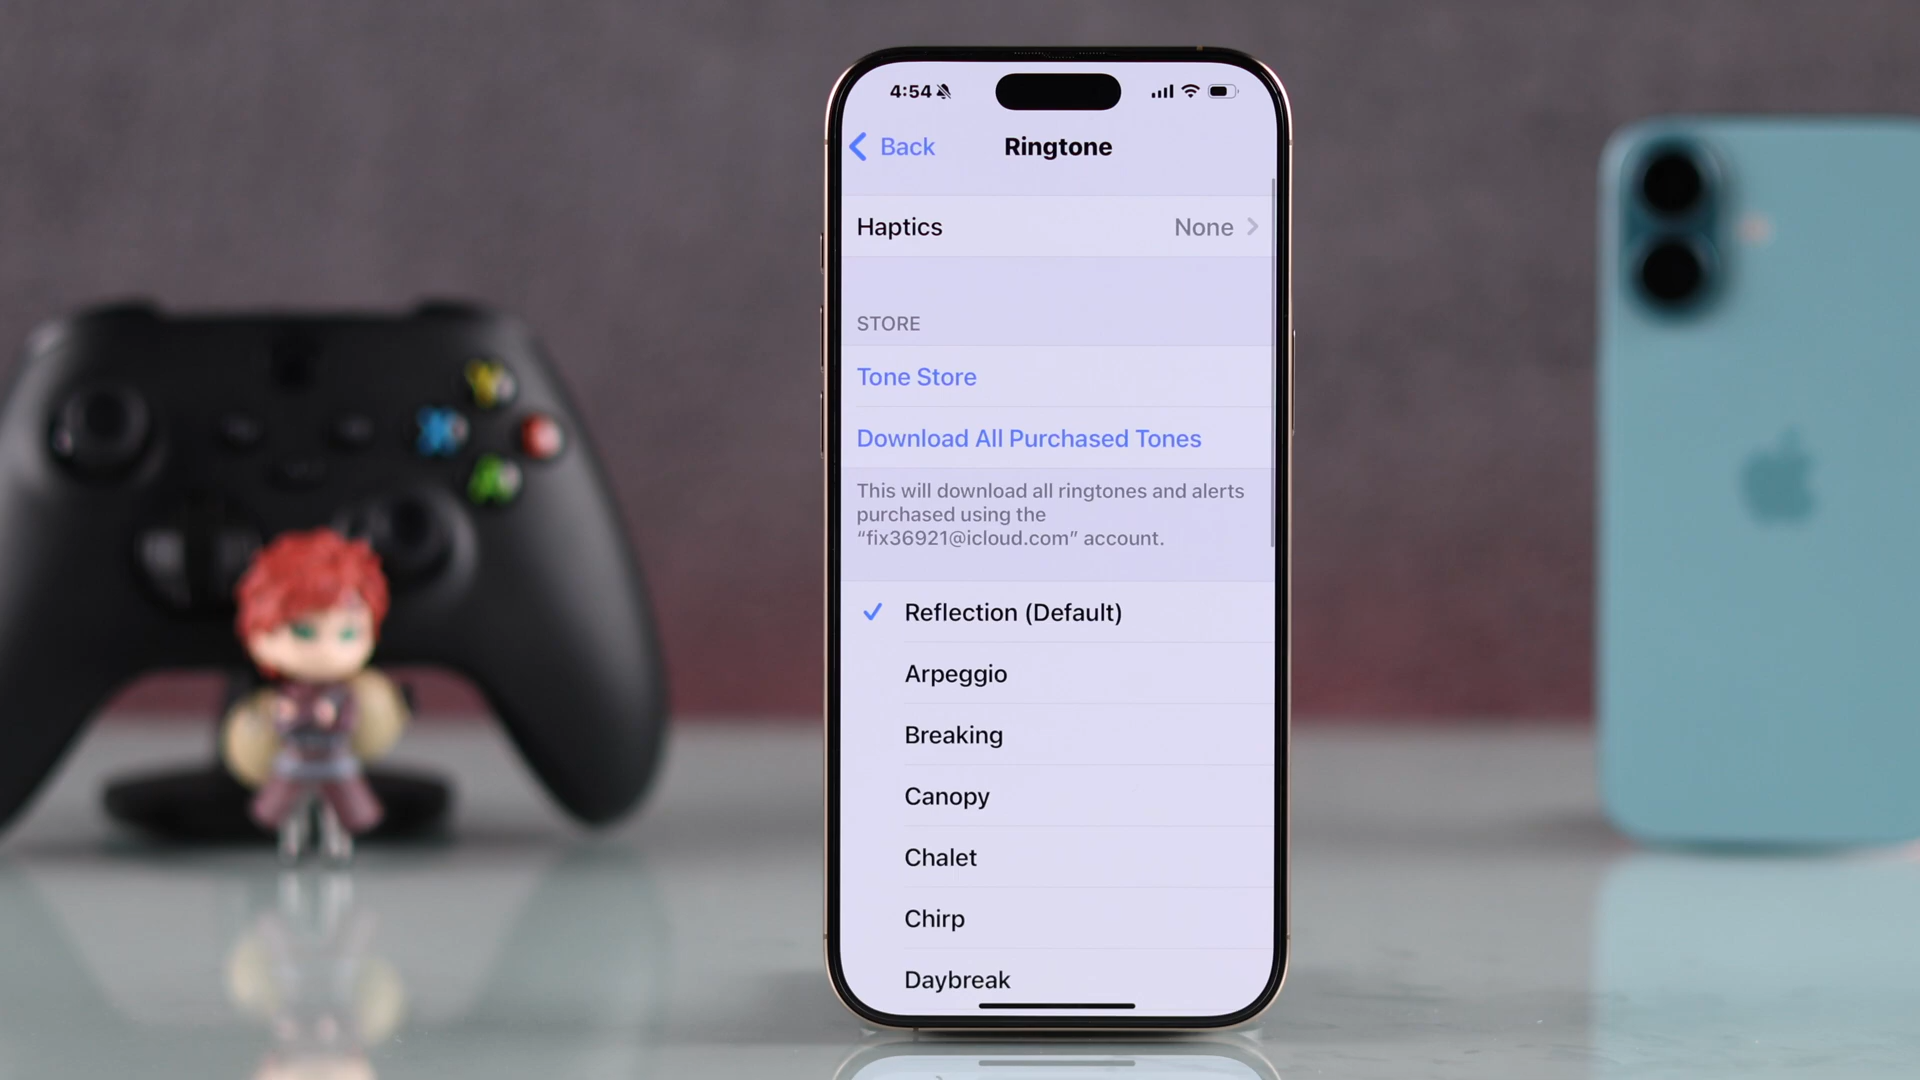 4:54
Back
Ringtone
Haptics
None
STORE
Tone Store
Download All Purchased Tones
This will download all ringtones and alerts
purchased using the
“fix36921@icloud.com” account.
Reflection (Default)
Arpeggio
Breaking
Canopy
Chalet
Chirp
Daybreak